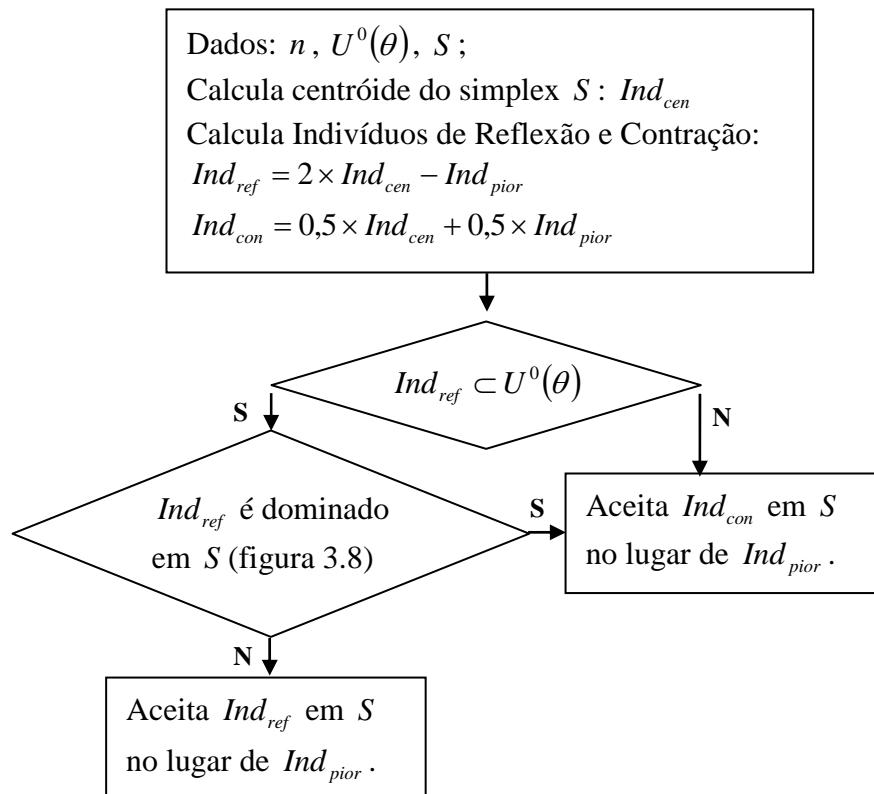 Dados: n , U⁰(θ), S ;
Calcula centróide do simplex S : Ind_cen
Calcula Indivíduos de Reflexão e Contração:
Ind_ref = 2 × Ind_cen − Ind_pior
Ind_con = 0,5 × Ind_cen + 0,5 × Ind_pior
Ind_ref ⊂ U⁰(θ)
S
N
Ind_ref é dominado
em S (figura 3.8)
S
Aceita Ind_con em S
no lugar de Ind_pior .
N
Aceita Ind_ref em S
no lugar de Ind_pior .